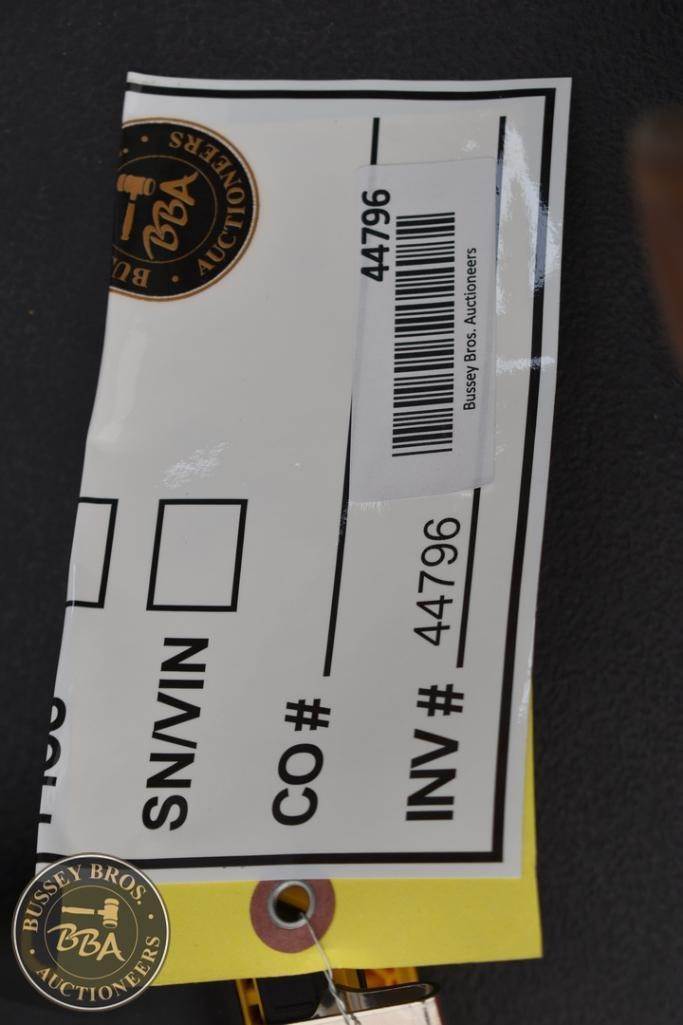 BUSSEY BROS.
AUCTIONEERS
BBA
SN/VIN
CO #
INV # 44796
44796
Bussey Bros. Auctioneers
BUSSEY BROS.
BBA
AUCTIONEERS